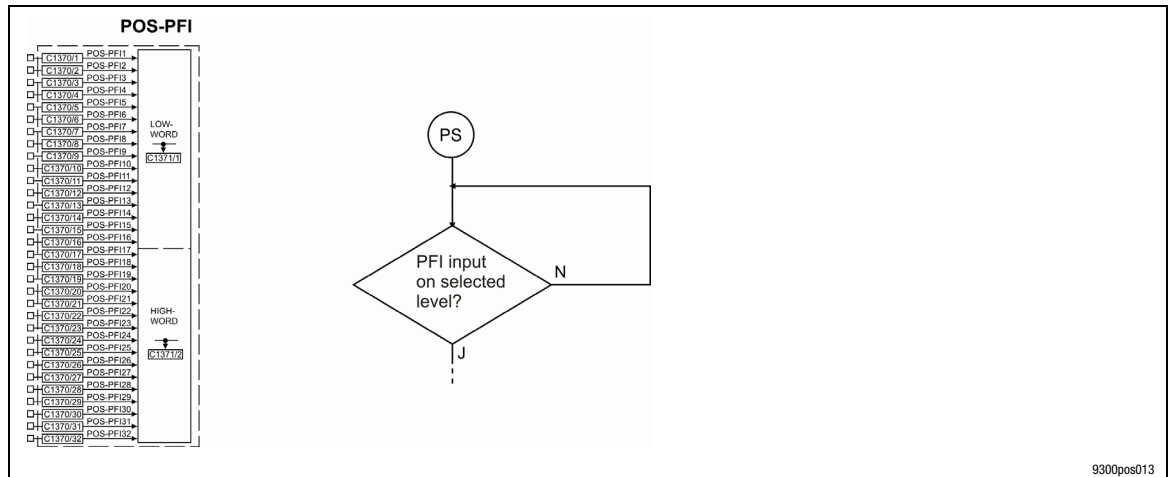 POS-PFI
C1370/1 POS-PFI1
C1370/2 POS-PFI2
C1370/3 POS-PFI3
C1370/4 POS-PFI4
C1370/5 POS-PFI5
C1370/6 POS-PFI6
C1370/7 POS-PFI7
C1370/8 POS-PFI8
C1370/9 POS-PFI9
C1370/10 POS-PFI10
C1370/11 POS-PFI11
C1370/12 POS-PFI12
C1370/13 POS-PFI13
C1370/14 POS-PFI14
C1370/15 POS-PFI15
C1370/16 POS-PFI16
C1370/17 POS-PFI17
C1370/18 POS-PFI18
C1370/19 POS-PFI19
C1370/20 POS-PFI20
C1370/21 POS-PFI21
C1370/22 POS-PFI22
C1370/23 POS-PFI23
C1370/24 POS-PFI24
C1370/25 POS-PFI25
C1370/26 POS-PFI26
C1370/27 POS-PFI27
C1370/28 POS-PFI28
C1370/29 POS-PFI29
C1370/30 POS-PFI30
C1370/31 POS-PFI31
C1370/32 POS-PFI32
LOW-
WORD
C1371/1
HIGH-
WORD
C1371/2
PS
PFI input
on selected
level?
N
J
9300pos013